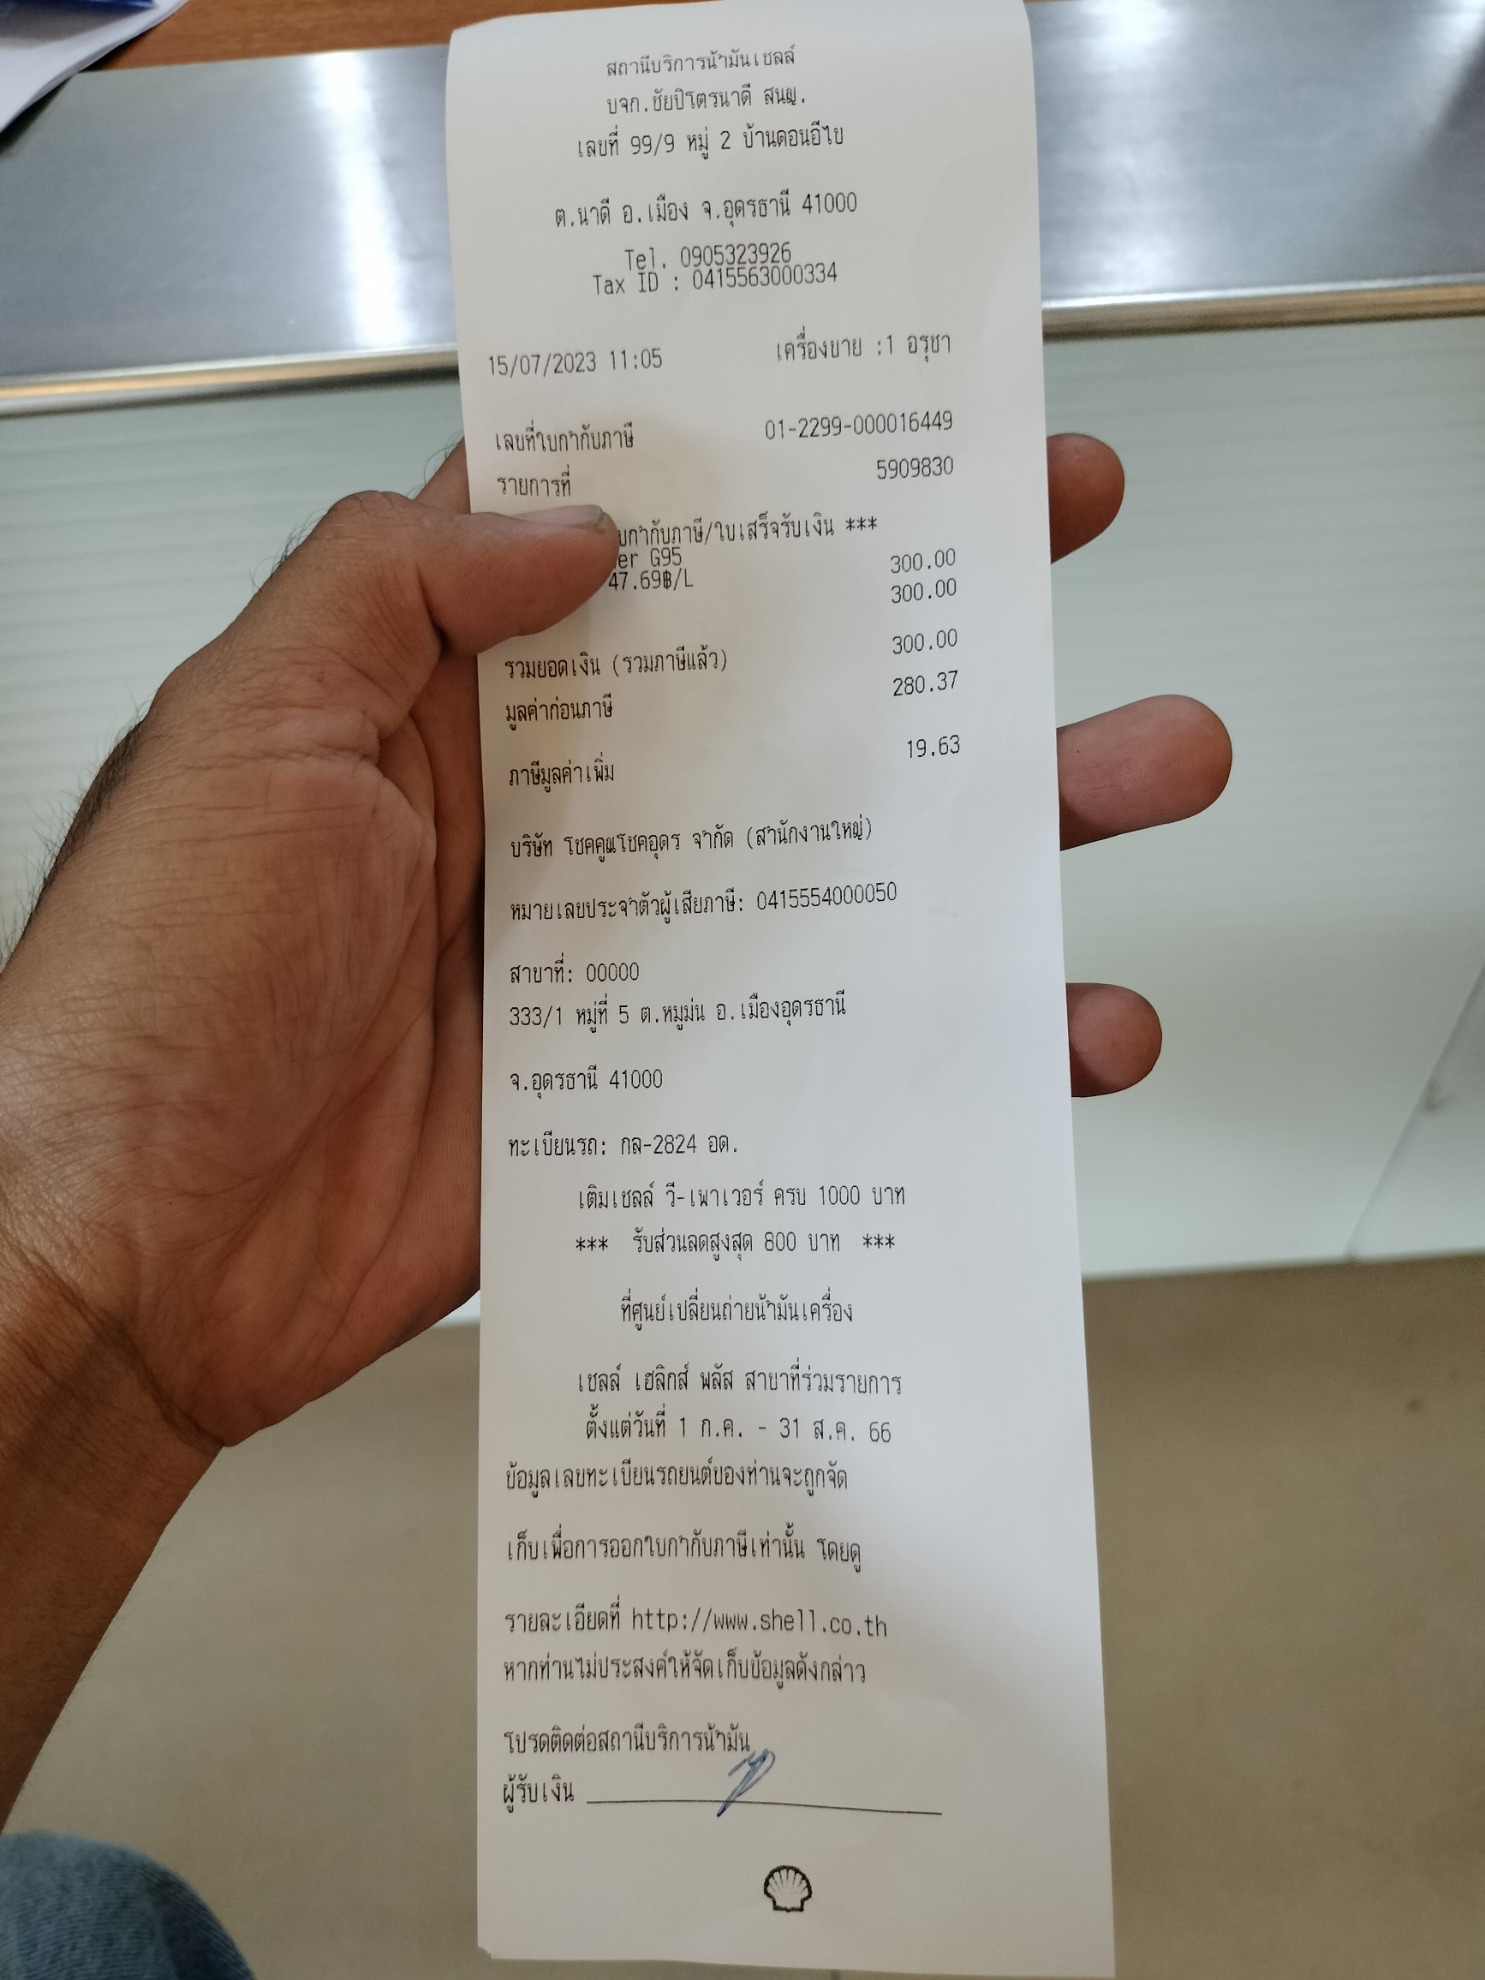 สถานีบริการน้ำมันเชลล์
บจก.ชัยปิโตรนาดี สนญ.
เลขที่ 99/9 หมู่ 2 บ้านดอนอีไข
ต.นาดี อ.เมือง จ.อุดรธานี 41000
Tel. 0905323926
Tax ID : 0415563000334
15/07/2023 11:05 เครื่องขาย :1 อรุชา
เลขที่ใบกำกับภาษี 01-2299-000016449
รายการที่ 5909830
บกำกับภาษี/ใบเสร็จรับเงิน ***
er G95 300.00
47.69฿/L 300.00
รวมยอดเงิน (รวมภาษีแล้ว) 300.00
มูลค่าก่อนภาษี 280.37
ภาษีมูลค่าเพิ่ม 19.63
บริษัท โชคคูณโชคอุดร จำกัด (สำนักงานใหญ่)
หมายเลขประจำตัวผู้เสียภาษี: 0415554000050
สาขาที่: 00000
333/1 หมู่ที่ 5 ต.หมูม่น อ.เมืองอุดรธานี
จ.อุดรธานี 41000
ทะเบียนรถ: กล-2824 อด.
เติมเชลล์ วี-เพาเวอร์ ครบ 1000 บาท
*** รับส่วนลดสูงสุด 800 บาท ***
ที่ศูนย์เปลี่ยนถ่ายน้ำมันเครื่อง
เชลล์ เฮลิกส์ พลัส สาขาที่ร่วมรายการ
ตั้งแต่วันที่ 1 ก.ค. - 31 ส.ค. 66
ข้อมูลเลขทะเบียนรถยนต์ของท่านจะถูกจัด
เก็บเพื่อการออกใบกำกับภาษีเท่านั้น โดยดู
รายละเอียดที่ http://www.shell.co.th
หากท่านไม่ประสงค์ให้จัดเก็บข้อมูลดังกล่าว
โปรดติดต่อสถานีบริการน้ำมัน
ผู้รับเงิน